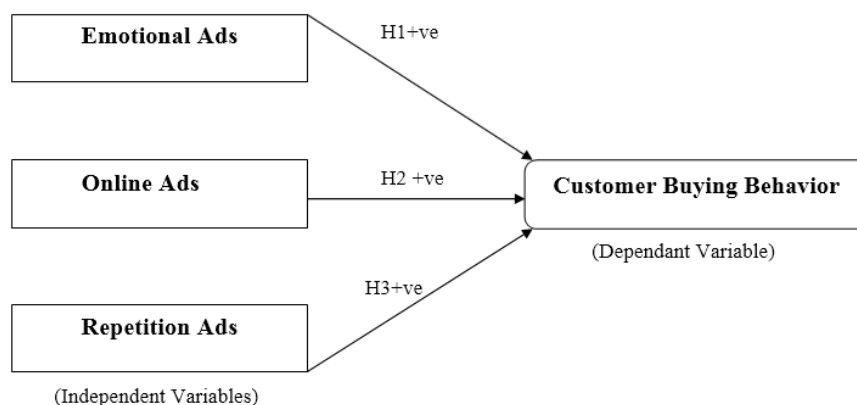 Emotional Ads
H1+ve
Online Ads
H2 +ve
Customer Buying Behavior
(Dependant Variable)
H3+ve
Repetition Ads
(Independent Variables)